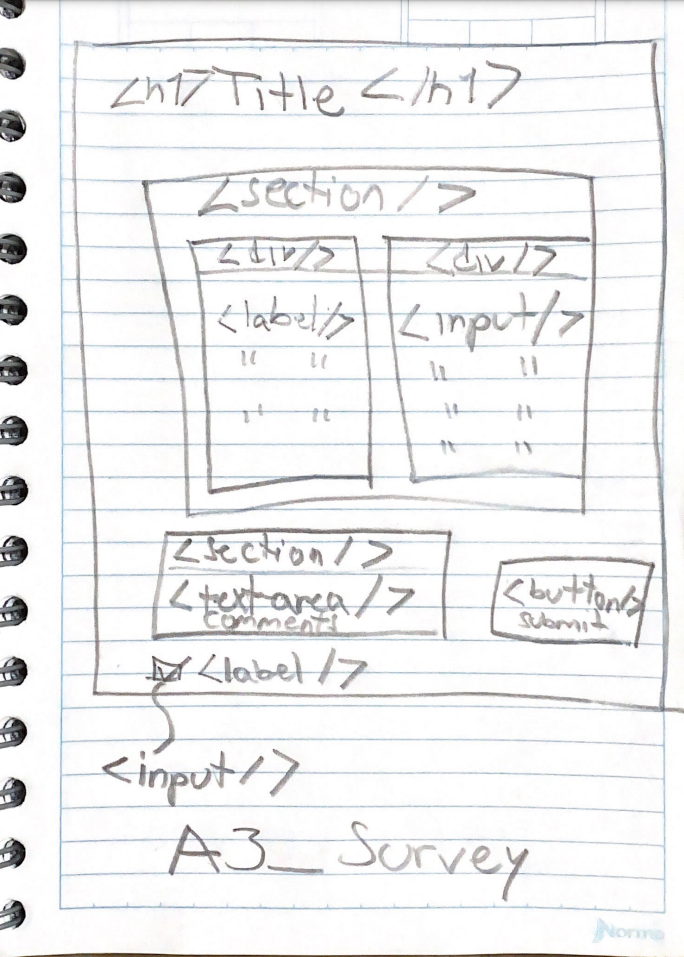 <h1> Title </h1>
<section/>
<div/> <div/>
<label/> <input/>
" " " "
" " " "
" "
<section/>
<textarea/>
comments
<button/>
submit
<label/>
<input/>
A3_ Survey
Norma